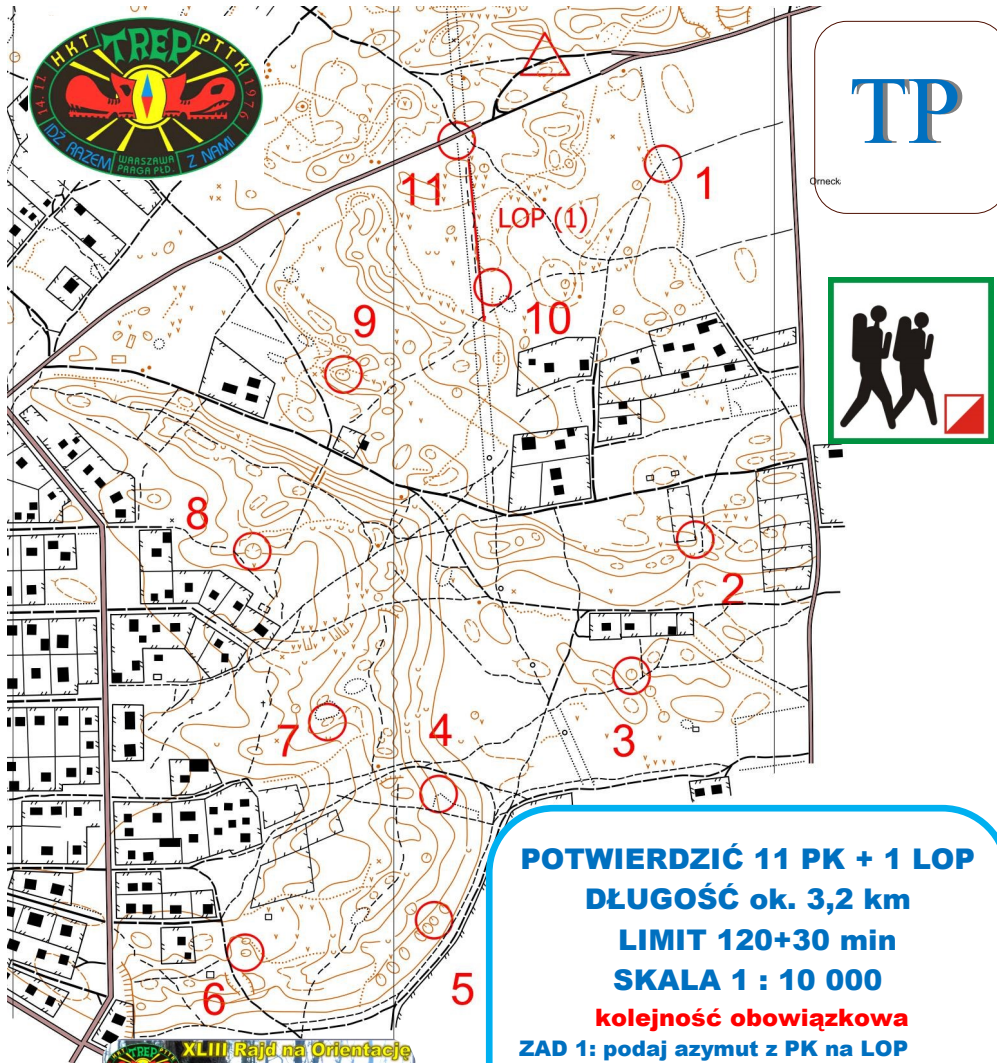 HKT TREP PTTK
14.11 1976
IDŹ RAZEM WARSZAWA PRAGA PŁD. Z NAMI
TP
Orneck
11
1
LOP (1)
9
10
8
2
7
4
3
6
5
POTWIERDZIĆ 11 PK + 1 LOP
DŁUGOŚĆ ok. 3,2 km
LIMIT 120+30 min
SKALA 1 : 10 000
kolejność obowiązkowa
ZAD 1: podaj azymut z PK na LOP
TREP
XLIII Rajd na Orientację